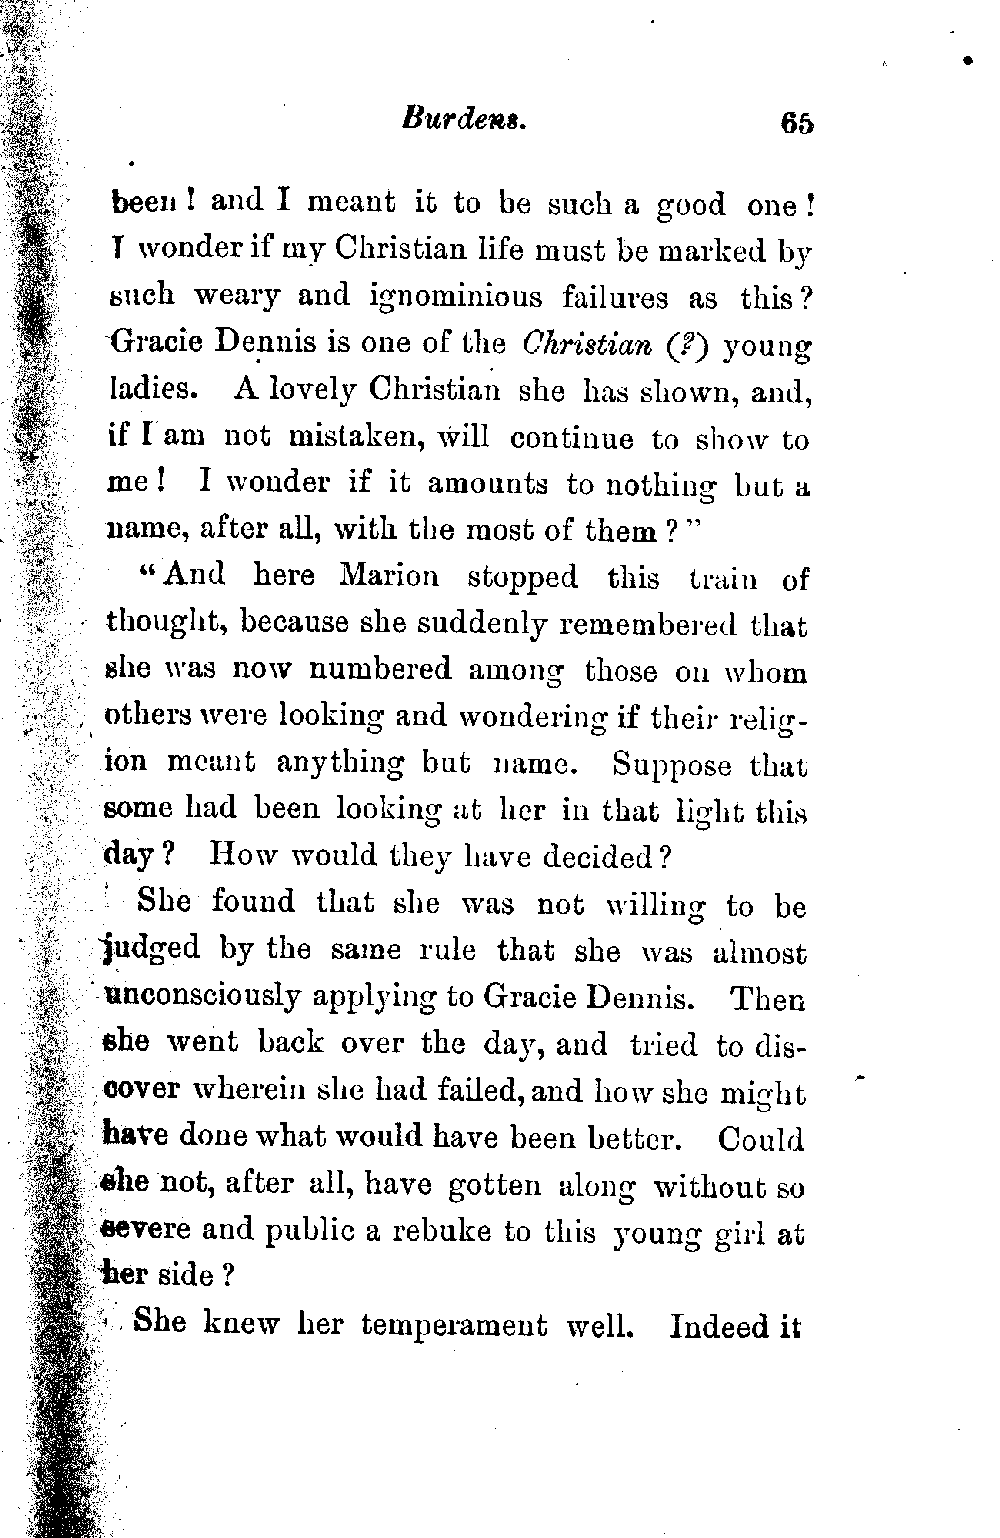 Burdens. 65
been! and I meant it to be such a good one!
I wonder if my Christian life must be marked by
such weary and ignominious failures as this?
Gracie Dennis is one of the Christian (?) young
ladies. A lovely Christian she has shown, and,
if I am not mistaken, will continue to show to
me! I wonder if it amounts to nothing but a
name, after all, with the most of them?"
"And here Marion stopped this train of
thought, because she suddenly remembered that
she was now numbered among those on whom
others were looking and wondering if their relig-
ion meant anything but name. Suppose that
some had been looking at her in that light this
day? How would they have decided?
She found that she was not willing to be
judged by the same rule that she was almost
unconsciously applying to Gracie Dennis. Then
she went back over the day, and tried to dis-
cover wherein she had failed, and how she might
have done what would have been better. Could
she not, after all, have gotten along without so
severe and public a rebuke to this young girl at
her side?
She knew her temperament well. Indeed it